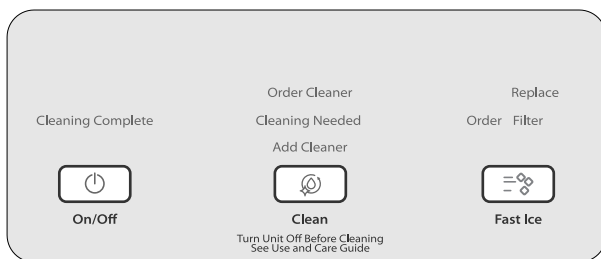 Order Cleaner
Replace
Cleaning Complete
Cleaning Needed
Order Filter
Add Cleaner
On/Off
Clean
Fast Ice
Turn Unit Off Before Cleaning
See Use and Care Guide